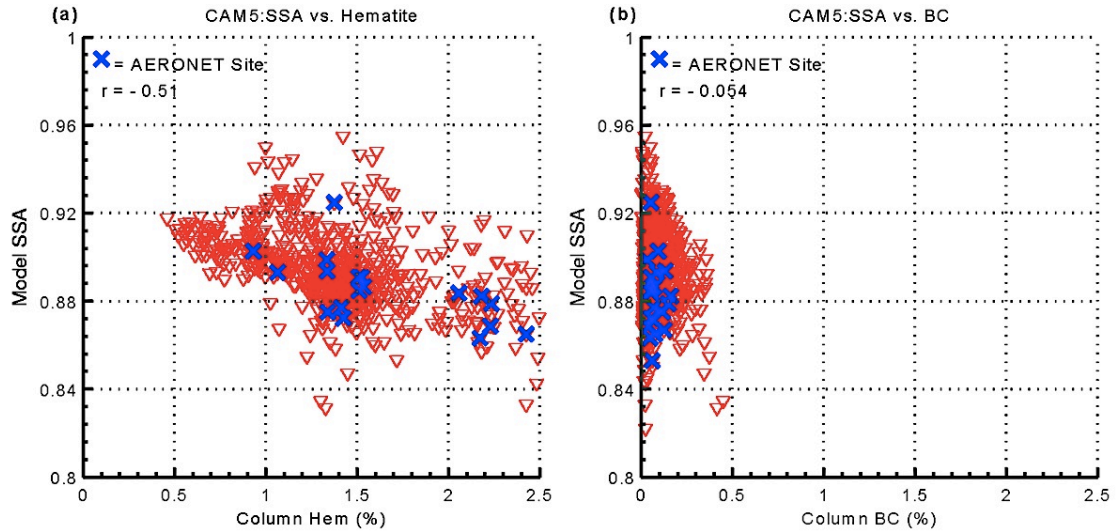 (a) CAM5:SSA vs. Hematite
1
= AERONET Site
r = - 0.51
0.96
0.92
0.88
0.84
0.8
Model SSA
0 0.5 1 1.5 2 2.5
Column Hem (%)
(b) CAM5:SSA vs. BC
1
= AERONET Site
r = - 0.054
0.96
0.92
0.88
0.84
0.8
Model SSA
0 0.5 1 1.5 2 2.5
Column BC (%)